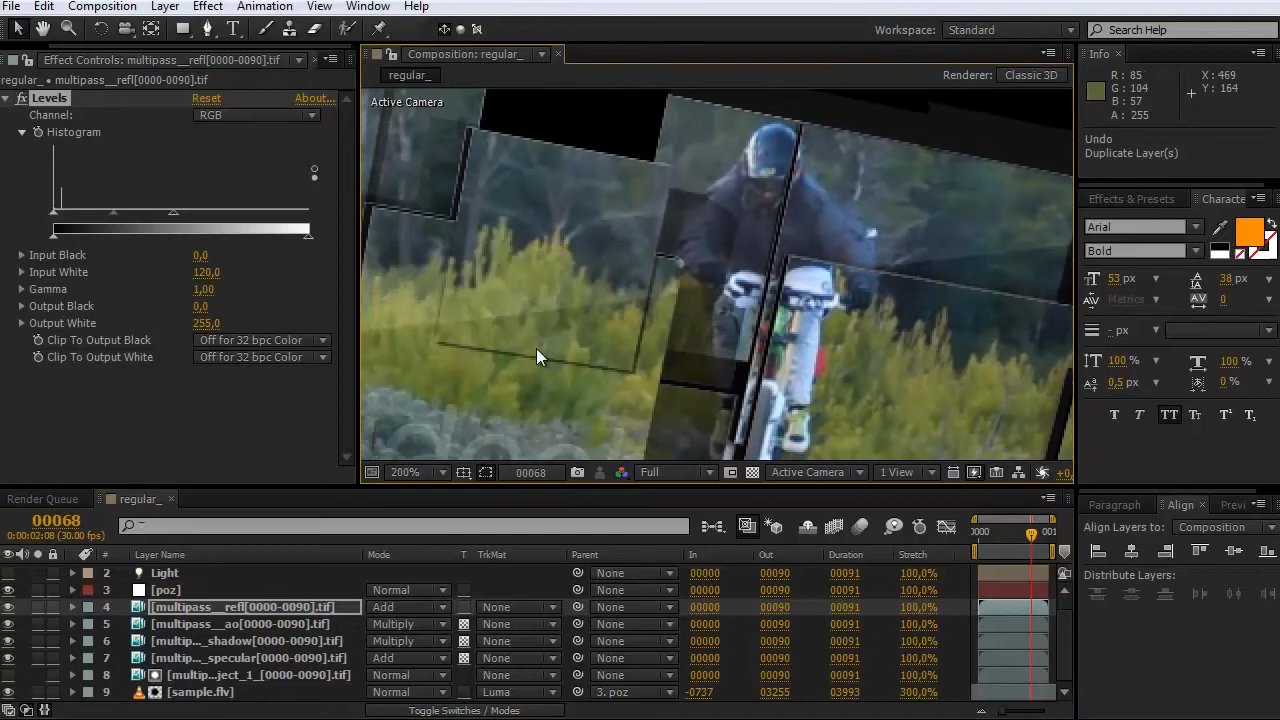 File Edit Composition Layer Effect Animation View Window Help
Workspace: Standard Search Help
Effect Controls: multipass__refl[0000-0090].tif
regular_ • multipass__refl[0000-0090].tif
fx Levels Reset About...
Channel: RGB
Histogram
Input Black 0,0
Input White 120,0
Gamma 1,00
Output Black 0,0
Output White 255,0
Clip To Output Black Off for 32 bpc Color
Clip To Output White Off for 32 bpc Color
Composition: regular_
regular_ Renderer: Classic 3D
Active Camera
200% 00068 Full Active Camera 1 View +0,
Info
R : 85 X : 469
G : 104 Y : 164
B : 57
A : 255
Undo
Duplicate Layer(s)
Effects & Presets Characte
Arial
Bold
53 px 38 px
Metrics 0
- px
100 % 100 %
0,5 px 0 %
T T TT Tт T¹ T₁
Render Queue regular_
00068
0:00:02:08 (30.00 fps)
0000 001
# Layer Name Mode T TrkMat Parent In Out Duration Stretch
2 Light None 00000 00090 00091 100,0%
3 [poz] Normal None 00000 00090 00091 100,0%
4 [multipass__refl[0000-0090].tif] Add None None 00000 00090 00091 100,0%
5 [multipass__ao[0000-0090].tif] Multiply None None 00000 00090 00091 100,0%
6 [multip..._shadow[0000-0090].tif] Multiply None None 00000 00090 00091 100,0%
7 [multip..._specular[0000-0090].tif] Add None None 00000 00090 00091 100,0%
8 [multip...ject_1_[0000-0090].tif] Normal None None 00000 00090 00091 100,0%
9 [sample.flv] Normal Luma 3. poz -0737 03255 03993 300,0%
Toggle Switches / Modes
Paragraph Align Previ
Align Layers to: Composition
Distribute Layers: